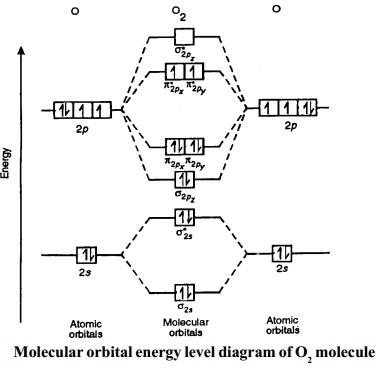 O O₂ O
σ*2pz
π*2px π*2py
2p 2p
π2px π2py
σ2pz
Energy
σ*2s
2s 2s
σ2s
Atomic orbitals Molecular orbitals Atomic orbitals
Molecular orbital energy level diagram of O₂ molecule